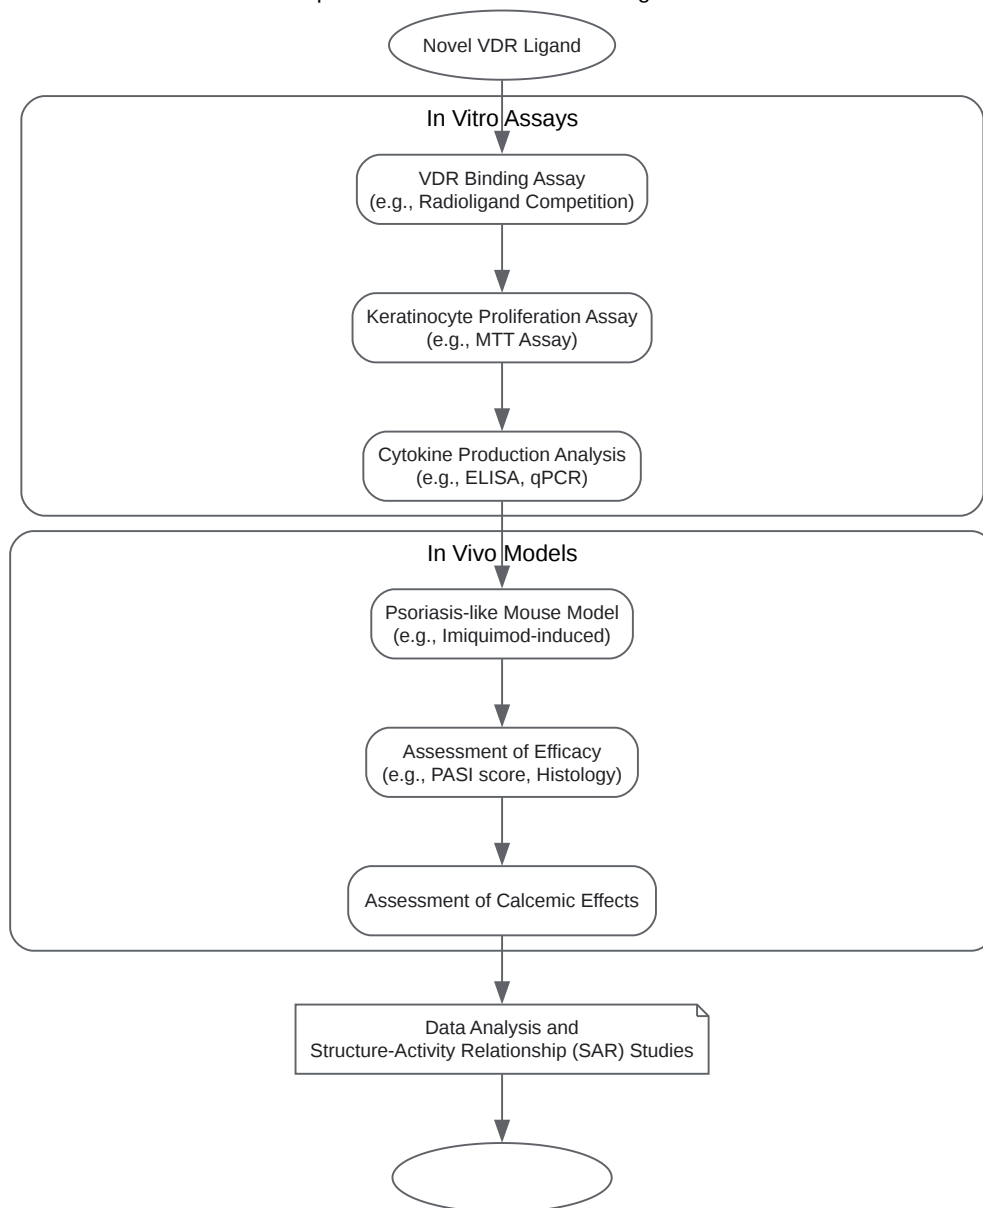 Novel VDR Ligand
In Vitro Assays
VDR Binding Assay
(e.g., Radioligand Competition)
Keratinocyte Proliferation Assay
(e.g., MTT Assay)
Cytokine Production Analysis
(e.g., ELISA, qPCR)
In Vivo Models
Psoriasis-like Mouse Model
(e.g., Imiquimod-induced)
Assessment of Efficacy
(e.g., PASI score, Histology)
Assessment of Calcemic Effects
Data Analysis and
Structure-Activity Relationship (SAR) Studies